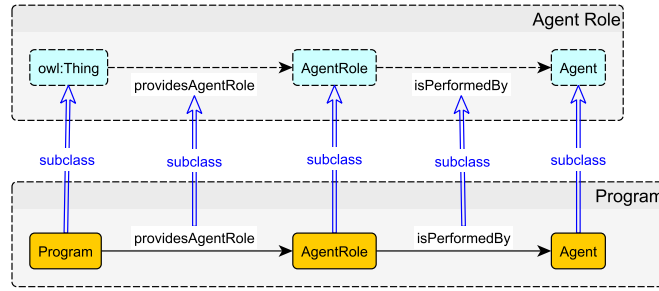 Agent Role
owl:Thing
AgentRole
Agent
providesAgentRole
isPerformedBy
subclass
subclass
subclass
subclass
subclass
Program
Program
providesAgentRole
AgentRole
isPerformedBy
Agent